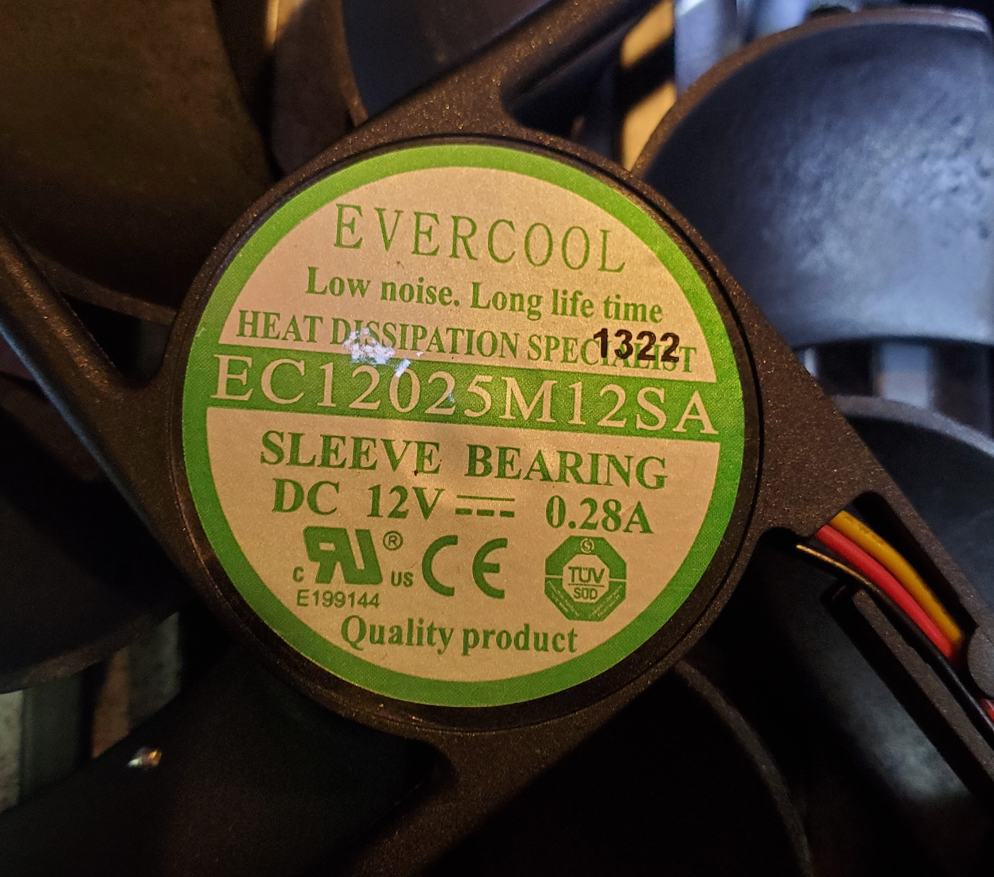 EVERCOOL
Low noise. Long life time
HEAT DISSIPATION SPECIALIST
1322
EC12025M12SA
SLEEVE BEARING
DC 12V 0.28A
c RU ® US CE TÜV SÜD
E199144
Quality product